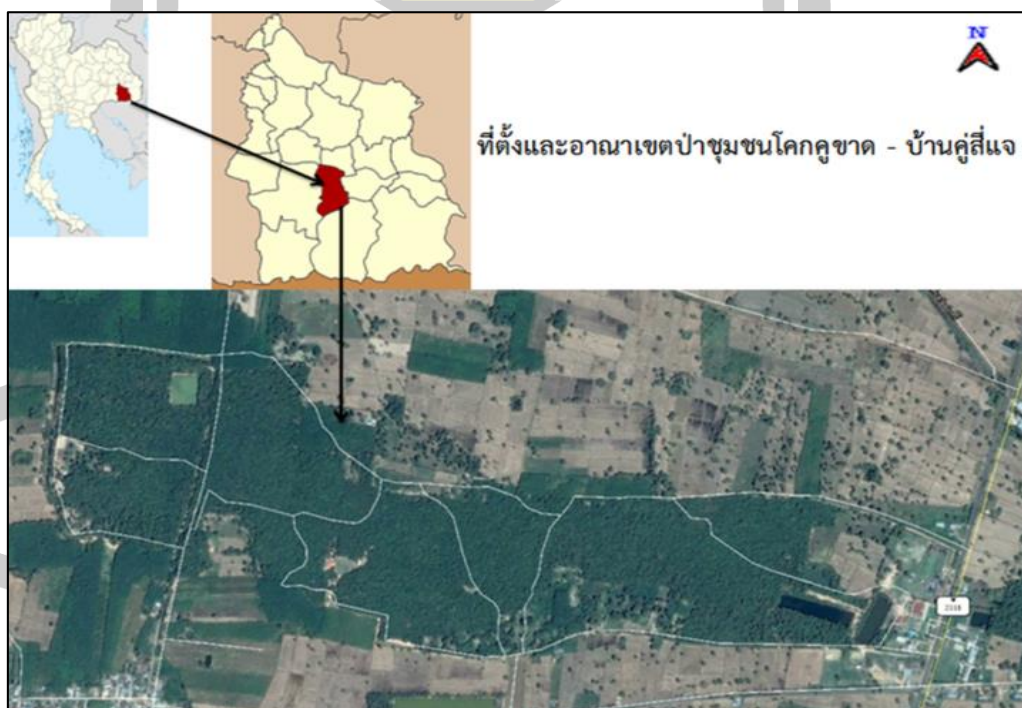 N
ที่ตั้งและอาณาเขตป่าชุมชนโคกคูขาด - บ้านคู่สี่แจ